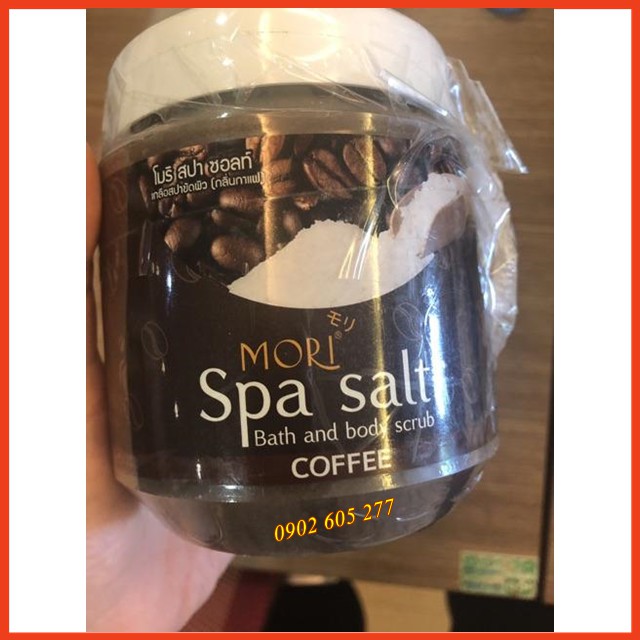 โมริ สปา ซอลท์
เกลือสปาขัดผิว (กลิ่นกาแฟ)
モリ
MORI®
Spa salt
Bath and body scrub
COFFEE
0902 605 277